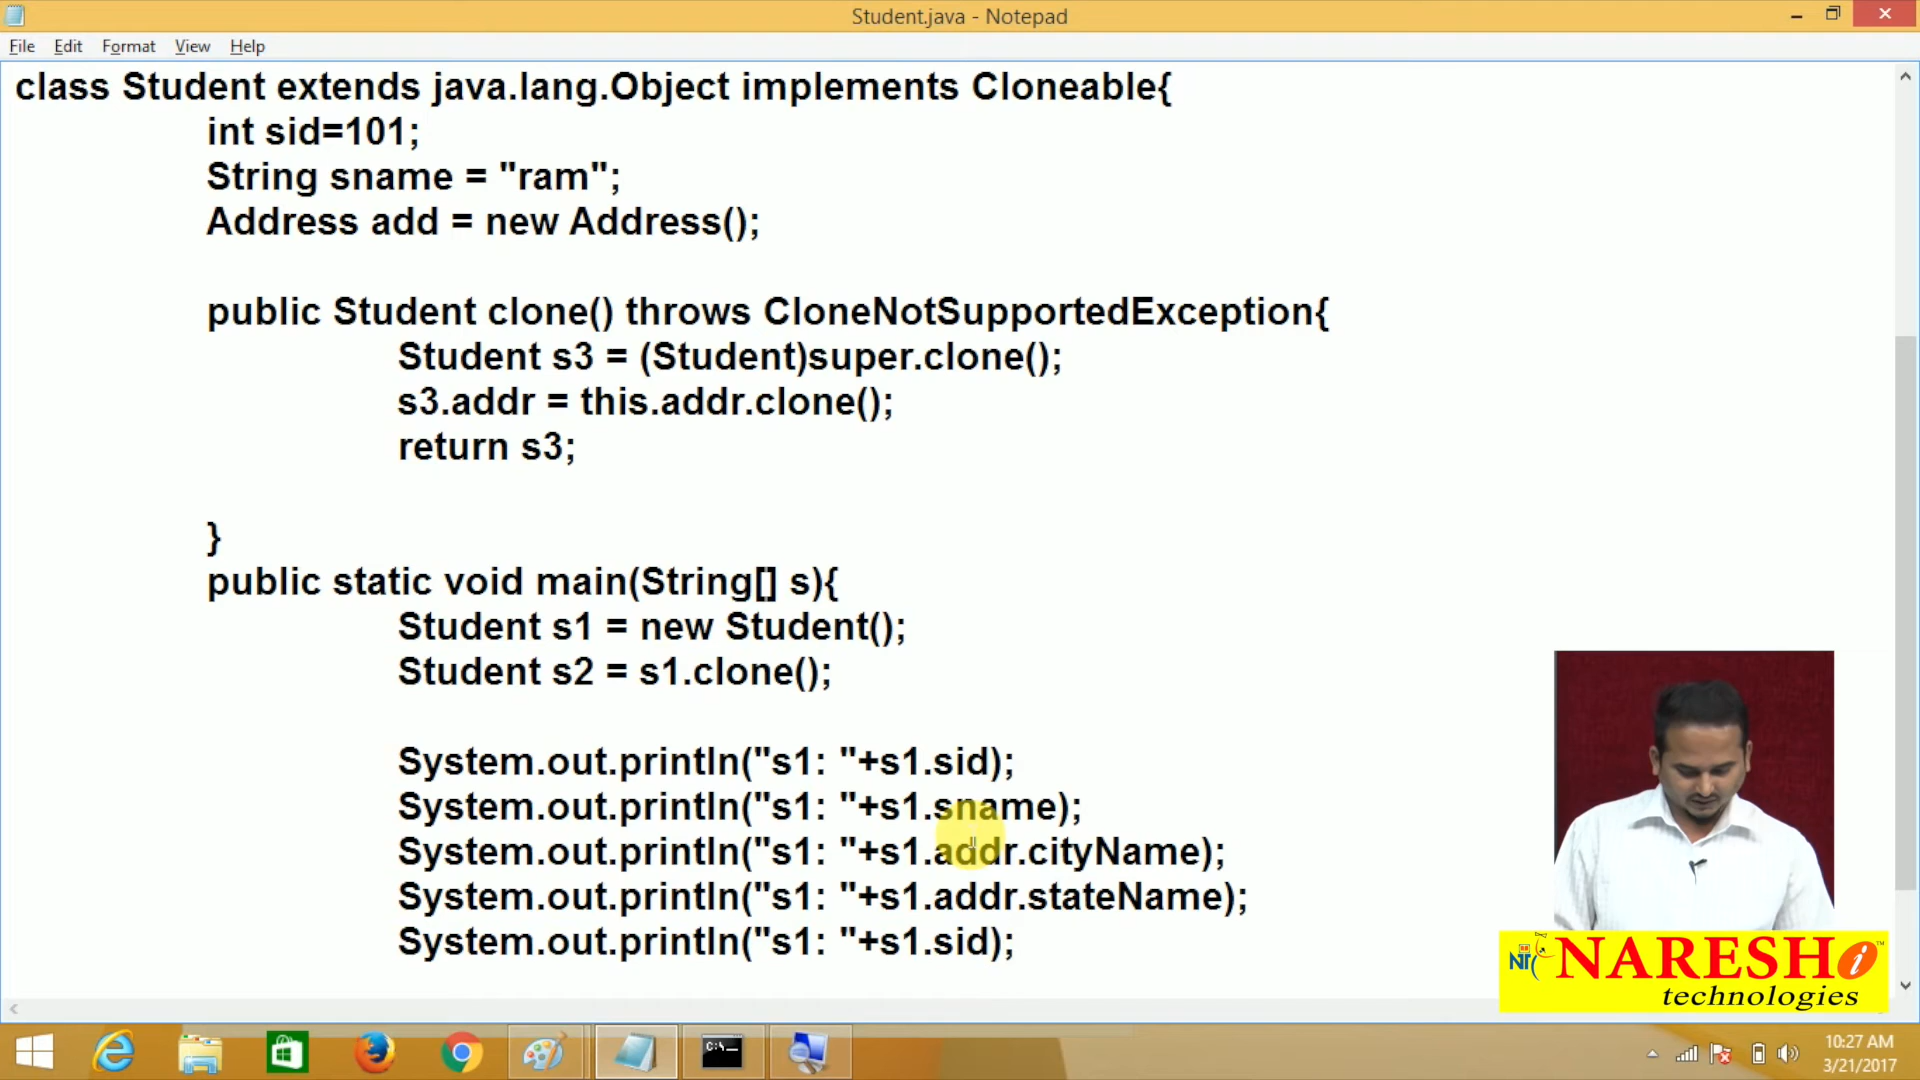 Student.java - Notepad
File Edit Format View Help
class Student extends java.lang.Object implements Cloneable{
int sid=101;
String sname = "ram";
Address add = new Address();
public Student clone() throws CloneNotSupportedException{
Student s3 = (Student)super.clone();
s3.addr = this.addr.clone();
return s3;
}
public static void main(String[] s){
Student s1 = new Student();
Student s2 = s1.clone();
System.out.println("s1: "+s1.sid);
System.out.println("s1: "+s1.sname);
System.out.println("s1: "+s1.addr.cityName);
System.out.println("s1: "+s1.addr.stateName);
System.out.println("s1: "+s1.sid);
NARESH i
technologies
10:27 AM
3/21/2017